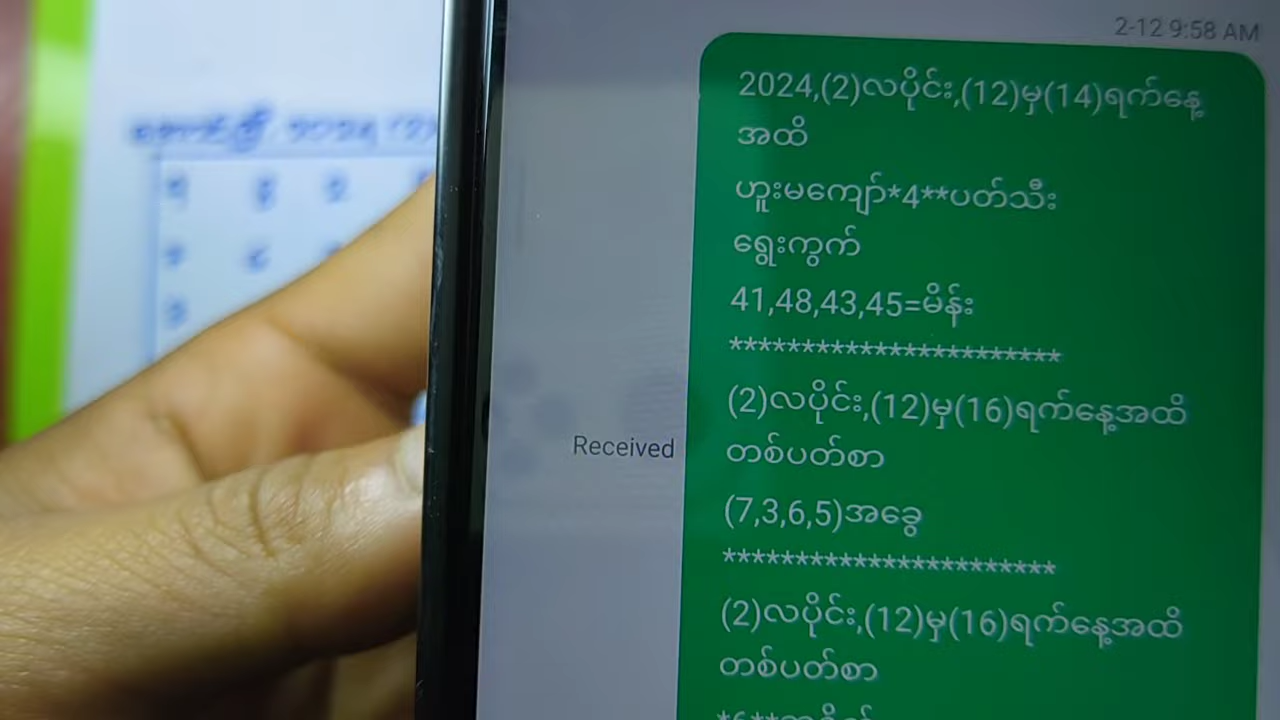 2-12 9:58 AM
2024,(2)လပိုင်း,(12)မှ(14)ရက်နေ့
အထိ
ဟူးမကျော်*4**ပတ်သီး
ရွေးကွက်
41,48,43,45=မိန်း
***********************
(2)လပိုင်း,(12)မှ(16)ရက်နေ့အထိ
Received
တစ်ပတ်စာ
(7,3,6,5)အခွေ
***********************
(2)လပိုင်း,(12)မှ(16)ရက်နေ့အထိ
တစ်ပတ်စာ